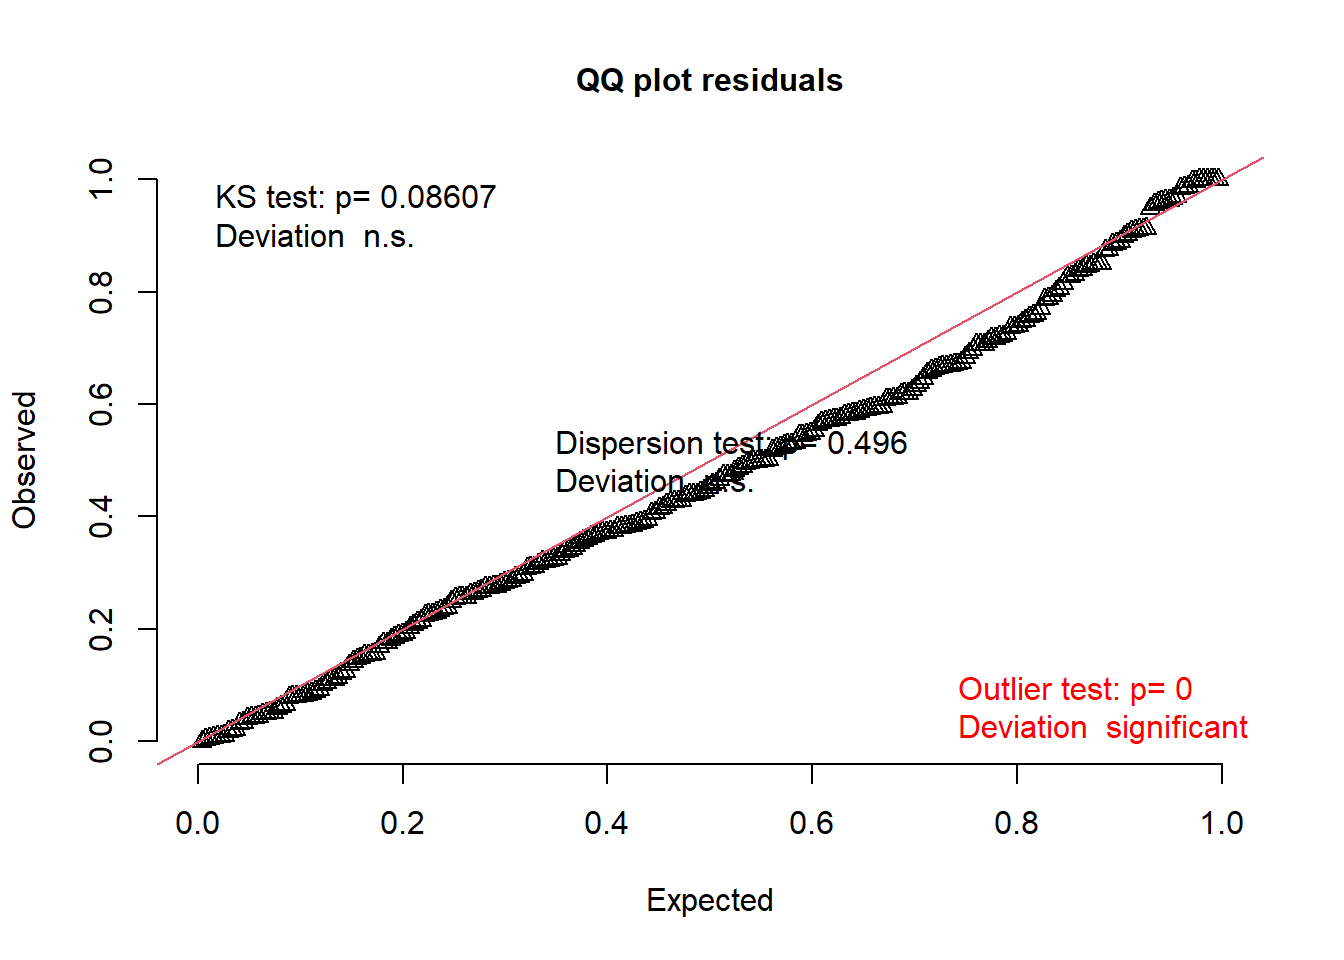 QQ plot residuals
KS test: p= 0.08607
Deviation  n.s.
Dispersion test: p= 0.496
Deviation  n.s.
Outlier test: p= 0
Deviation  significant
Observed
1.0
0.8
0.6
0.4
0.2
0.0
0.0 0.2 0.4 0.6 0.8 1.0
Expected